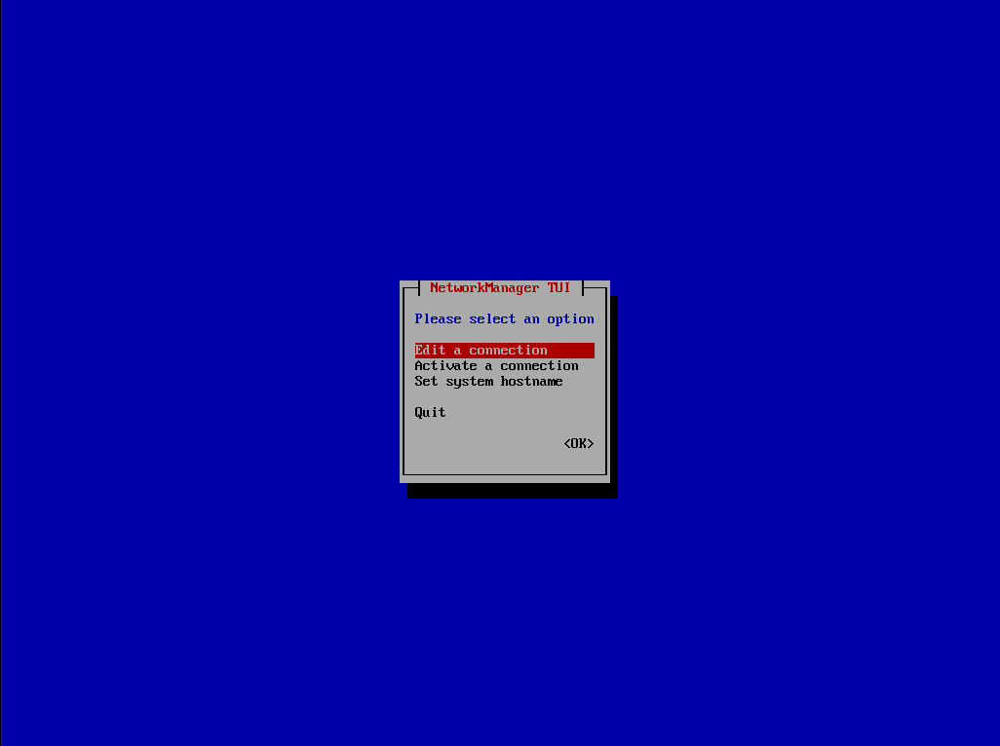 NetworkManager TUI
Please select an option
Edit a connection
Activate a connection
Set system hostname
Quit
<OK>